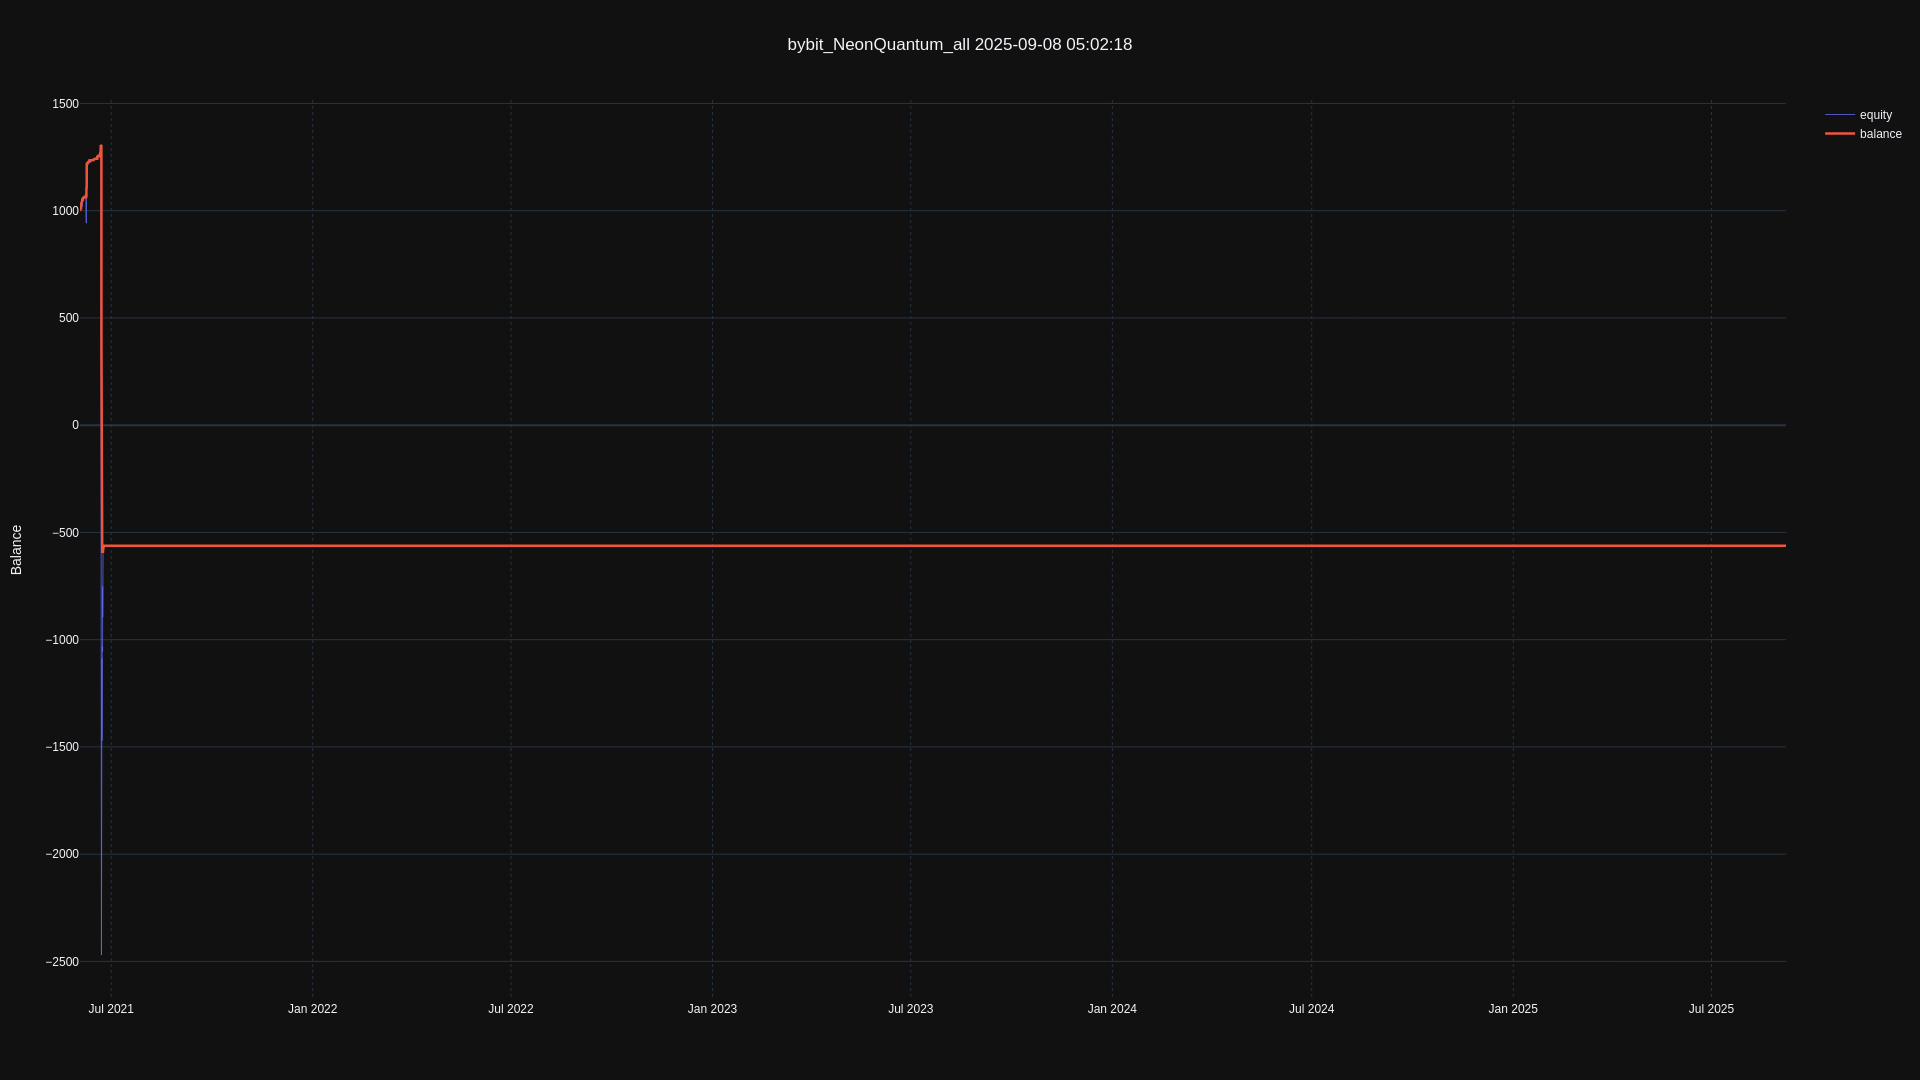 bybit_NeonQuantum_all 2025-09-08 05:02:18
equity
balance
1500
1000
500
0
−500
−1000
−1500
−2000
−2500
Balance
Jul 2021
Jan 2022
Jul 2022
Jan 2023
Jul 2023
Jan 2024
Jul 2024
Jan 2025
Jul 2025